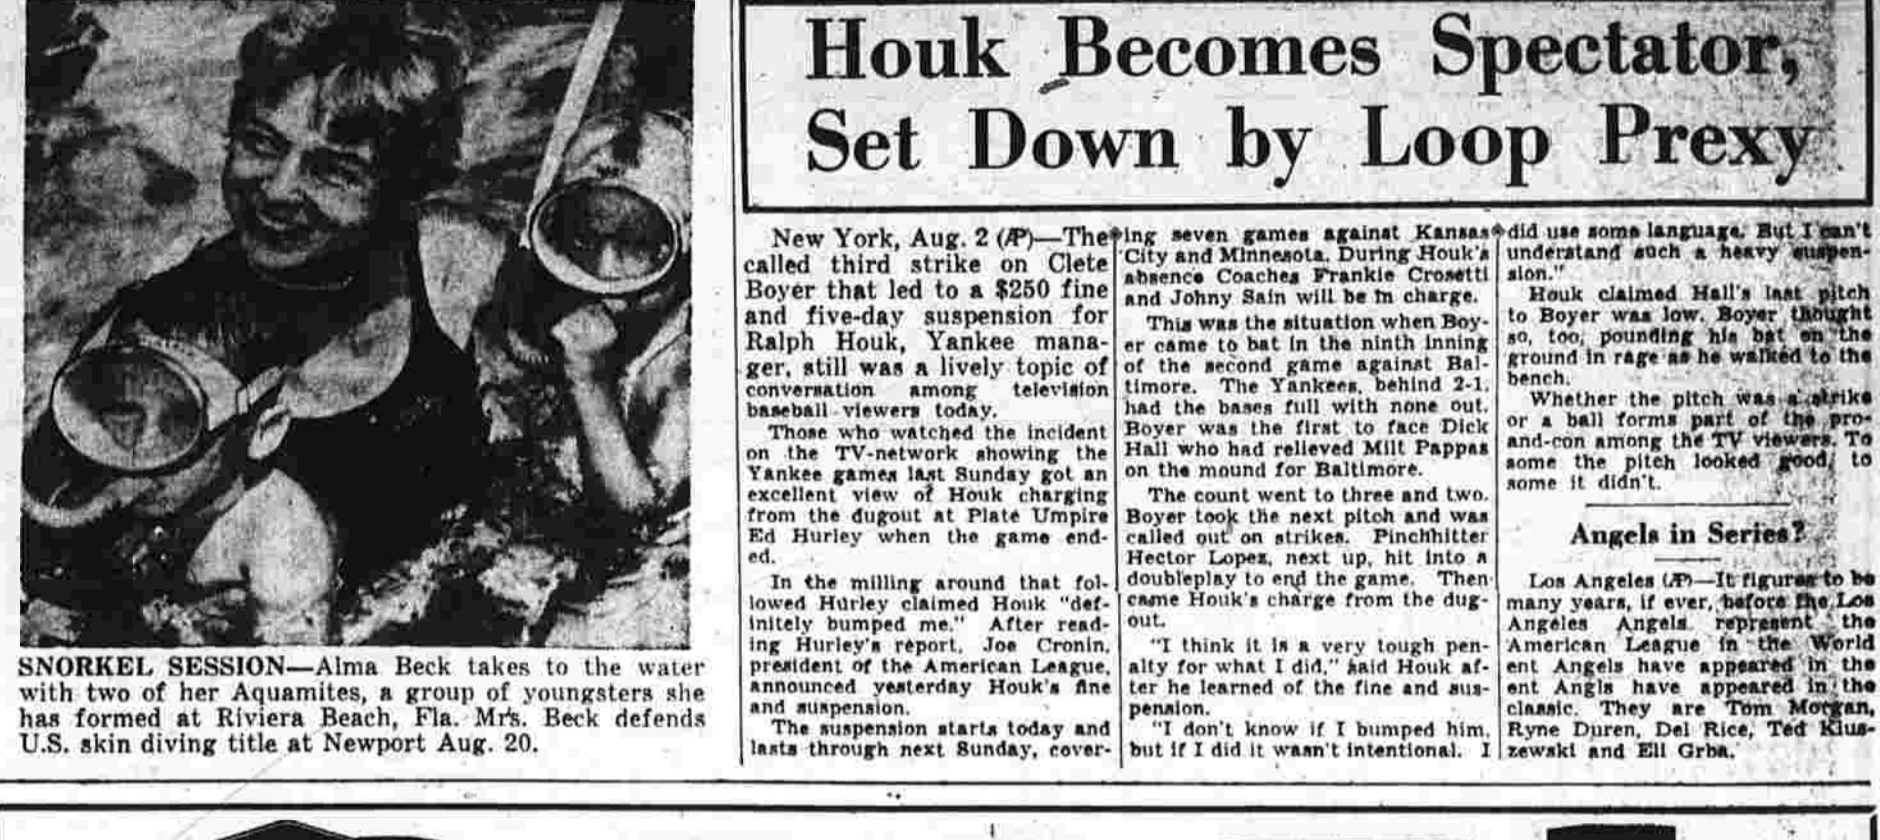 Houk Becomes Spectator,
Set Down by Loop Prexy
SNORKEL SESSION—Alma Beck takes to the water
with two of her Aquamites, a group of youngsters she
has formed at Riviera Beach, Fla. Mrs. Beck defends
U.S. skin diving title at Newport Aug. 20.
New York, Aug. 2 (AP)—The
called third strike on Clete
Boyer that led to a $250 fine
and five-day suspension for
Ralph Houk, Yankee mana-
ger, still was a lively topic of
conversation among television
baseball viewers today.
Those who watched the incident
on the TV-network showing the
Yankee games last Sunday got an
excellent view of Houk charging
from the dugout at Plate Umpire
Ed Hurley when the game end-
ed.
In the milling around that fol-
lowed Hurley claimed Houk "def-
initely bumped me." After read-
ing Hurley's report, Joe Cronin,
president of the American League,
announced yesterday Houk's fine
and suspension.
The suspension starts today and
lasts through next Sunday, cover-
ing seven games against Kansas
City and Minnesota. During Houk's
absence Coaches Frankie Crosetti
and Johny Sain will be in charge.
This was the situation when Boy-
er came to bat in the ninth inning
of the second game against Bal-
timore. The Yankees, behind 2-1,
had the bases full with none out.
Boyer was the first to face Dick
Hall who had relieved Milt Pappas
on the mound for Baltimore.
The count went to three and two.
Boyer took the next pitch and was
called out on strikes. Pinchhitter
Hector Lopez, next up, hit into a
doubleplay to end the game. Then
came Houk's charge from the dug-
out.
"I think it is a very tough pen-
alty for what I did," said Houk af-
ter he learned of the fine and sus-
pension.
"I don't know if I bumped him,
but if I did it wasn't intentional. I
did use some language. But I can't
understand such a heavy suspen-
sion."
Houk claimed Hall's last pitch
to Boyer was low. Boyer thought
so, too, pounding his bat on the
ground in rage as he walked to the
bench.
Whether the pitch was a strike
or a ball forms part of the pro-
and-con among the TV viewers. To
some the pitch looked good, to
some it didn't.
Angels in Series?
Los Angeles (AP)—It figures to be
many years, if ever, before the Los
Angeles Angels represent the
American League in the World
ent Angels have appeared in the
ent Angls have appeared in the
classic. They are Tom Morgan,
Ryne Duren, Del Rice, Ted Klus-
zewski and Eli Grba.